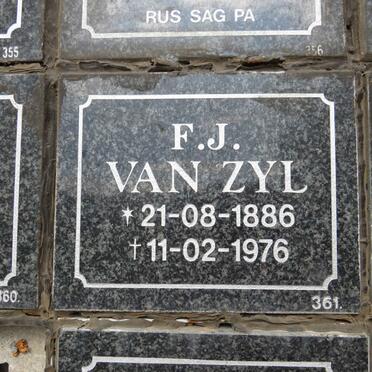 RUS SAG PA
355
356
F.J.
VAN ZYL
* 21-08-1886
† 11-02-1976
360.
361.